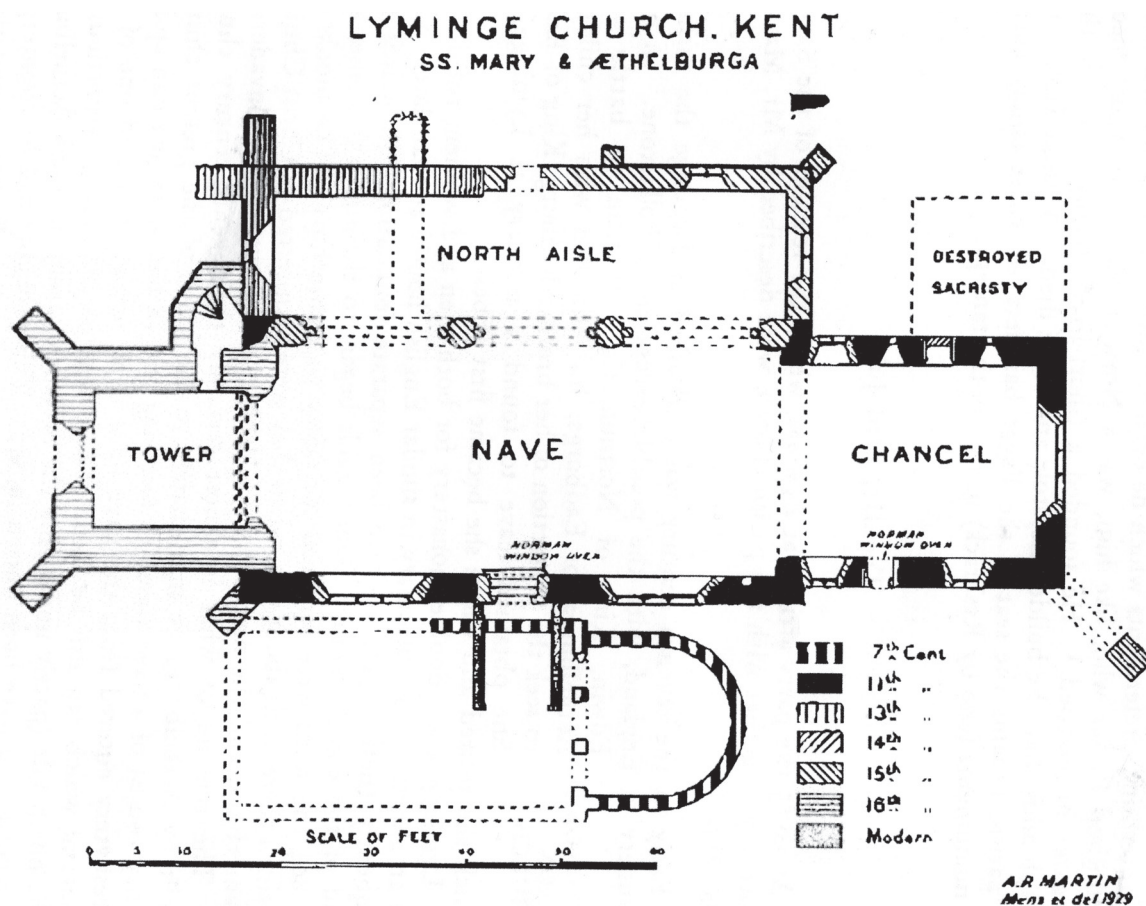 LYMINGE CHURCH. KENT
SS. MARY & ÆTHELBURGA
NORTH AISLE
DESTROYED
SACRISTY
TOWER
NAVE
CHANCEL
NORMAN
WINDOW OVER
NORMAN
WINDOW OVER
7th Cent.
11th „
13th „
14th „
15th „
16th „
Modern
SCALE OF FEET
0 5 10 20 30 40 50 60
A.R. MARTIN
Mens et del 1929